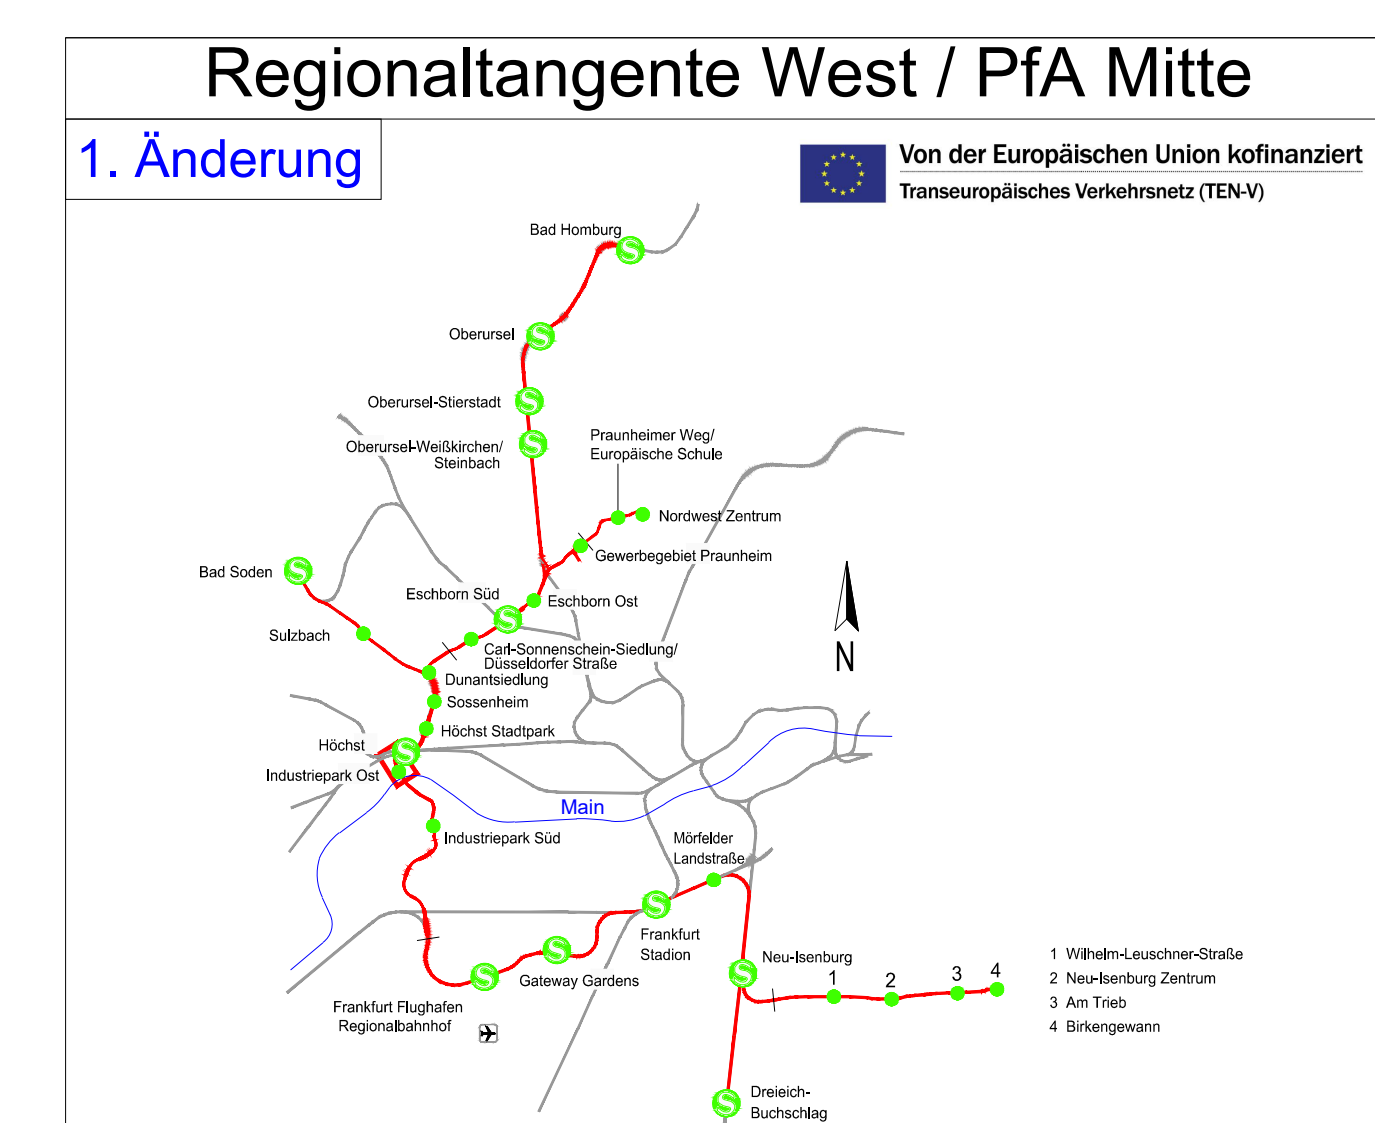 Regionaltangente West / PfA Mitte
1. Änderung
Von der Europäischen Union kofinanziert
Transeuropäisches Verkehrsnetz (TEN-V)
Bad Homburg
Oberursel
Oberursel-Stierstadt
Oberursel-Weißkirchen/
Steinbach
Praunheimer Weg/
Europäische Schule
Nordwest Zentrum
Gewerbegebiet Praunheim
Bad Soden
Eschborn Süd
Eschborn Ost
Sulzbach
Carl-Sonnenschein-Siedlung/
Düsseldorfer Straße
Dunantsiedlung
Sossenheim
Höchst Stadtpark
Höchst
Industriepark Ost
N
Main
Industriepark Süd
Mörfelder
Landstraße
Frankfurt
Stadion
Gateway Gardens
Frankfurt Flughafen
Regionalbahnhof
Neu-Isenburg
1
2
3
4
1 Wilhelm-Leuschner-Straße
2 Neu-Isenburg Zentrum
3 Am Trieb
4 Birkengewann
Dreieich-
Buchschlag